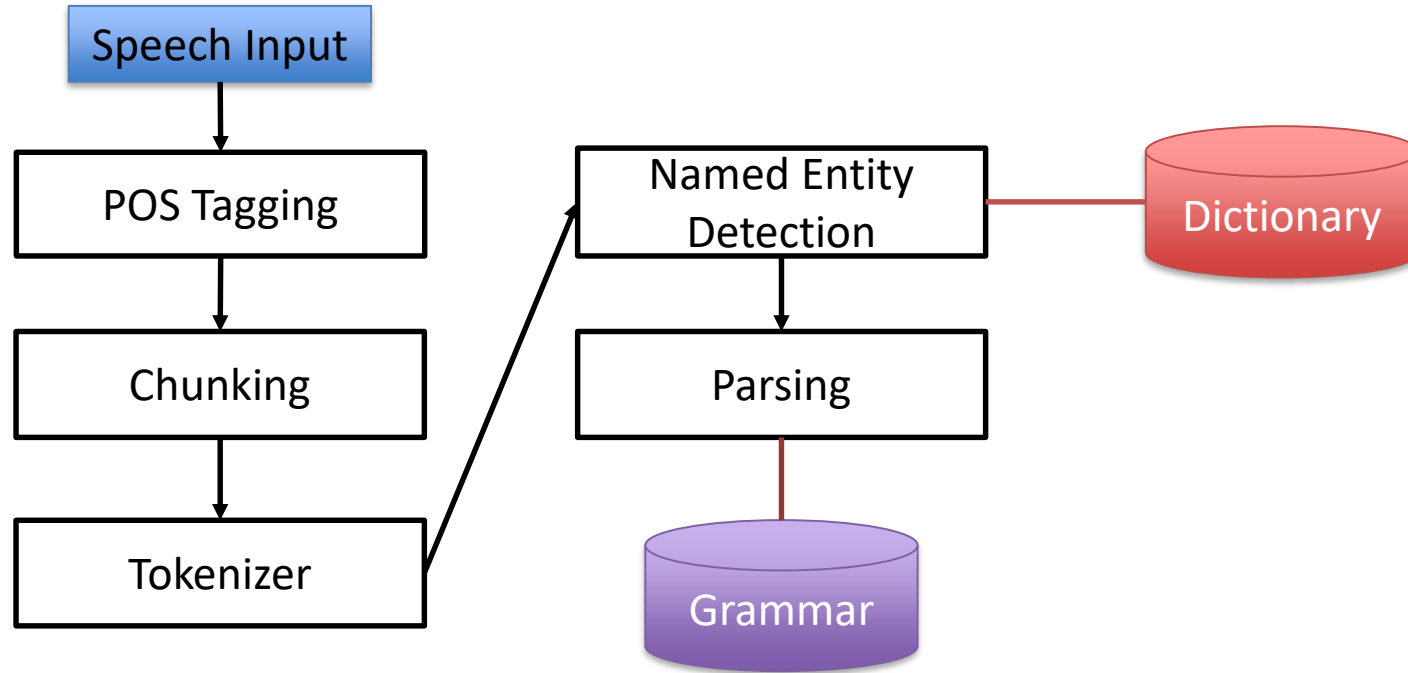 Speech Input
POS Tagging
Chunking
Tokenizer
Named Entity
Detection
Parsing
Grammar
Dictionary